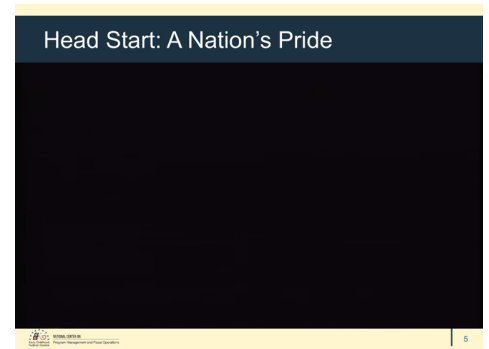 Head Start: A Nation's Pride
NATIONAL CENTER ON
Program Management and Fiscal Operations
5